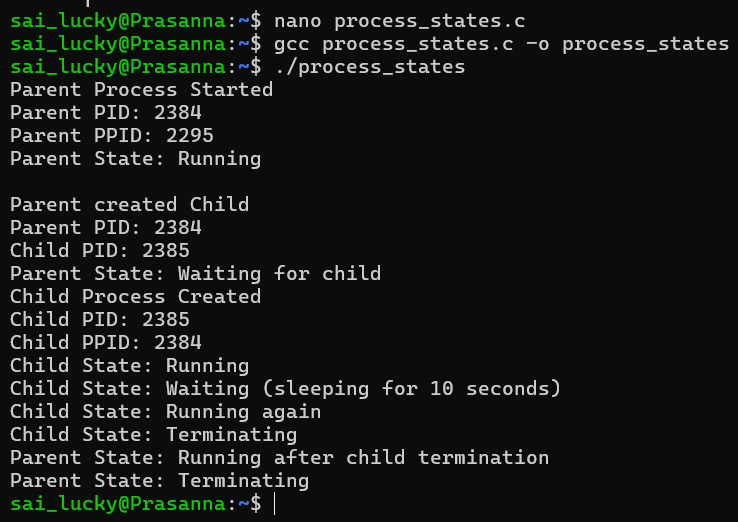 sai_lucky@Prasanna:~$ nano process_states.c
sai_lucky@Prasanna:~$ gcc process_states.c -o process_states
sai_lucky@Prasanna:~$ ./process_states
Parent Process Started
Parent PID: 2384
Parent PPID: 2295
Parent State: Running

Parent created Child
Parent PID: 2384
Child PID: 2385
Parent State: Waiting for child
Child Process Created
Child PID: 2385
Child PPID: 2384
Child State: Running
Child State: Waiting (sleeping for 10 seconds)
Child State: Running again
Child State: Terminating
Parent State: Running after child termination
Parent State: Terminating
sai_lucky@Prasanna:~$